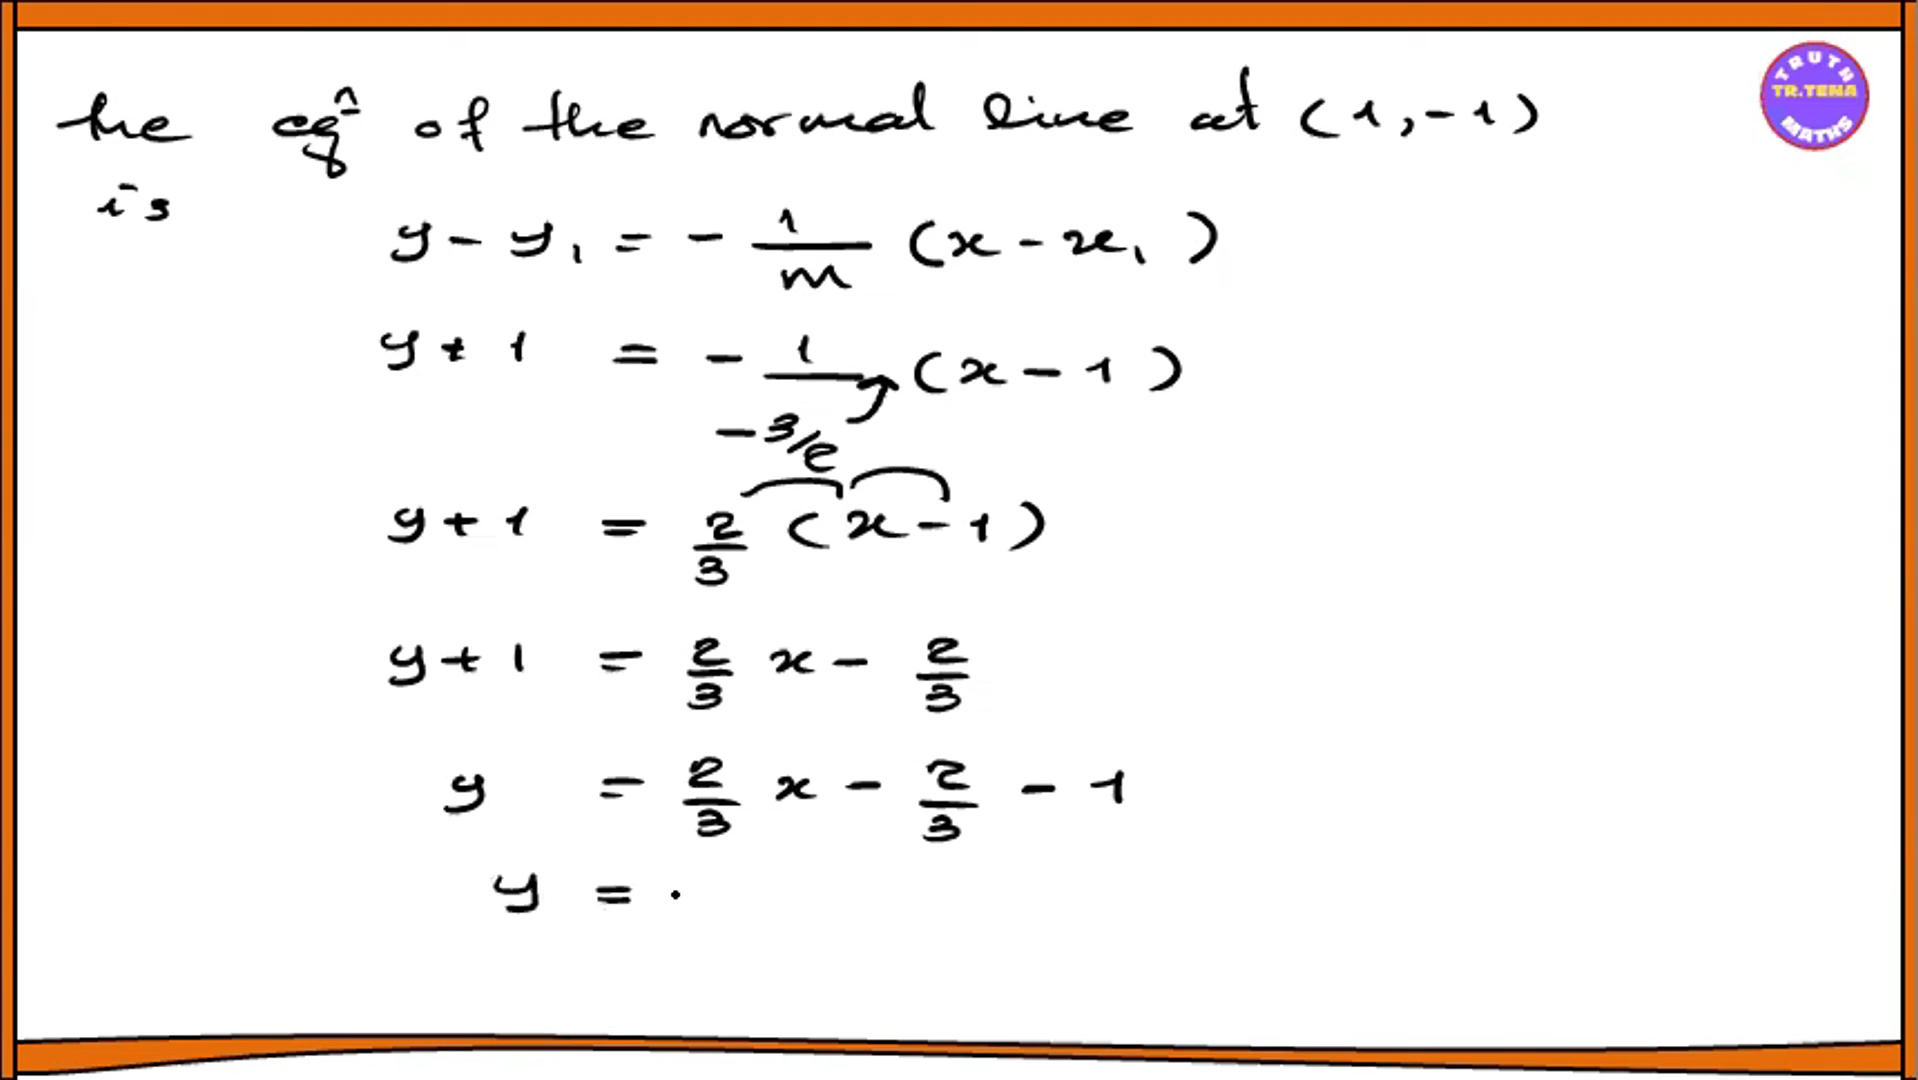 the eqn of the normal line at (1, -1)
is
y - y₁ = - 1/m (x - x₁)
y + 1 = - 1/(-3/2) (x - 1)
y + 1 = 2/3 (x - 1)
y + 1 = 2/3 x - 2/3
y = 2/3 x - 2/3 - 1
y = .
TRUTH
TR.TENA
MATHS